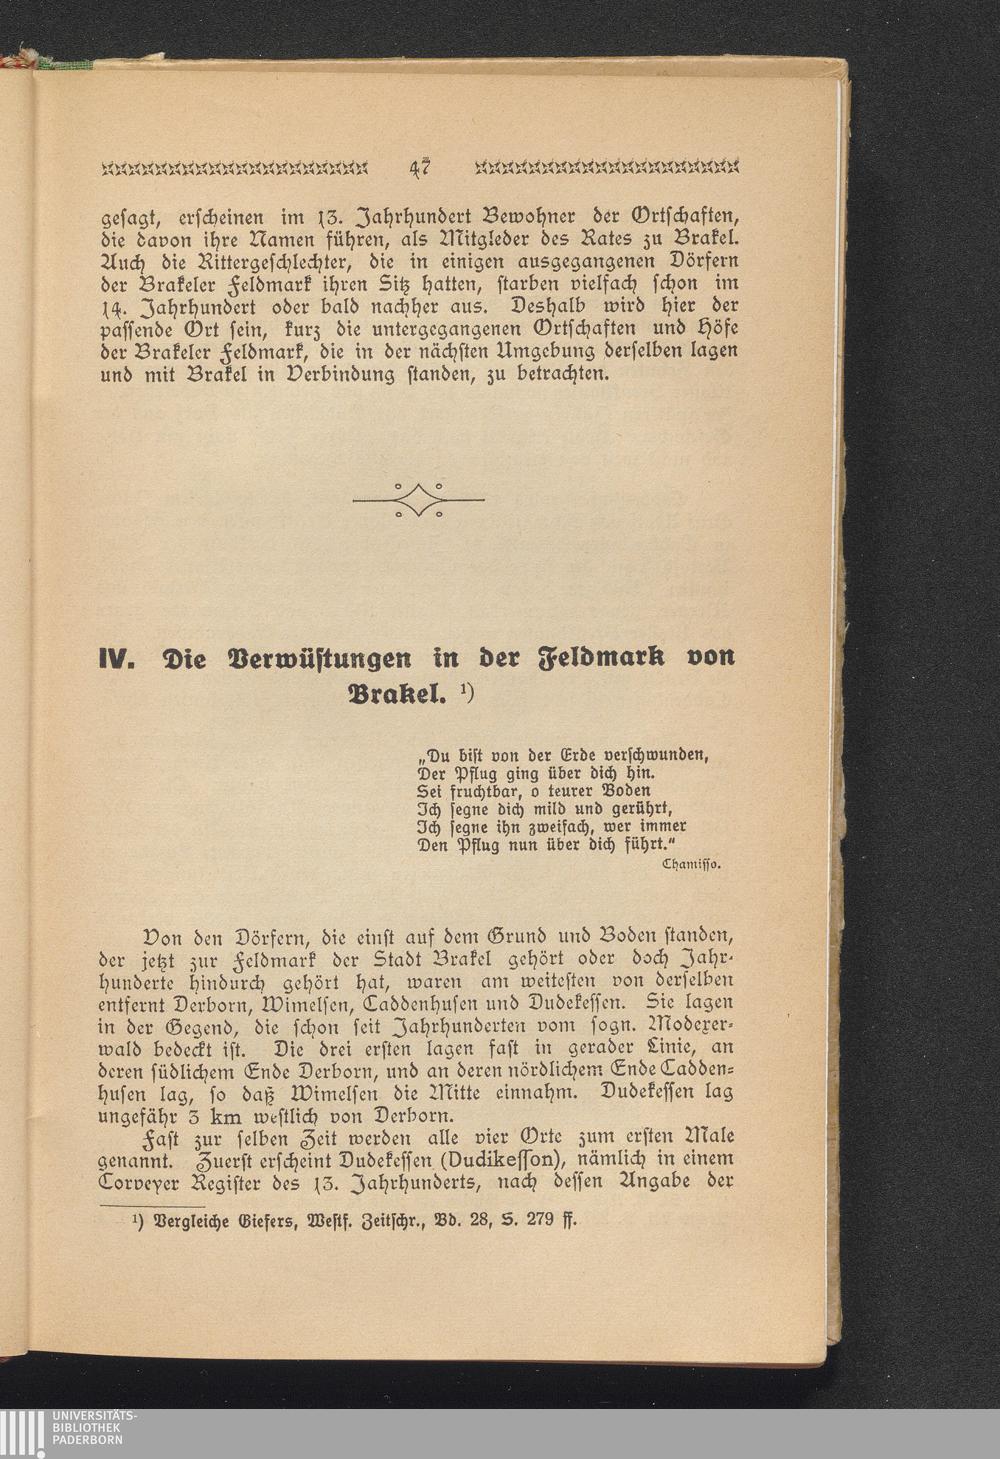 47
gesagt, erscheinen im 13. Jahrhundert Bewohner der Ortschaften,
die davon ihre Namen führen, als Mitgleder des Rates zu Brakel.
Auch die Rittergeschlechter, die in einigen ausgegangenen Dörfern
der Brakeler Feldmark ihren Sitz hatten, starben vielfach schon im
14. Jahrhundert oder bald nachher aus. Deshalb wird hier der
passende Ort sein, kurz die untergegangenen Ortschaften und Höfe
der Brakeler Feldmark, die in der nächsten Umgebung derselben lagen
und mit Brakel in Verbindung standen, zu betrachten.
IV. Die Verwüstungen in der Feldmark von
Brakel. ¹)
„Du bist von der Erde verschwunden,
Der Pflug ging über dich hin.
Sei fruchtbar, o teurer Boden
Ich segne dich mild und gerührt,
Ich segne ihn zweifach, wer immer
Den Pflug nun über dich führt."
Chamisso.
Von den Dörfern, die einst auf dem Grund und Boden standen,
der jetzt zur Feldmark der Stadt Brakel gehört oder doch Jahr-
hunderte hindurch gehört hat, waren am weitesten von derselben
entfernt Derborn, Wimelsen, Caddenhusen und Dudekessen. Sie lagen
in der Gegend, die schon seit Jahrhunderten vom sogn. Modexer-
wald bedeckt ist. Die drei ersten lagen fast in gerader Linie, an
deren südlichem Ende Derborn, und an deren nördlichem Ende Cadden-
husen lag, so daß Wimelsen die Mitte einnahm. Dudekessen lag
ungefähr 3 km westlich von Derborn.
Fast zur selben Zeit werden alle vier Orte zum ersten Male
genannt. Zuerst erscheint Dudekessen (Dudikesson), nämlich in einem
Corveyer Register des 13. Jahrhunderts, nach dessen Angabe der
¹) Vergleiche Giefers, Westf. Zeitschr., Bd. 28, S. 279 ff.
UNIVERSITÄTS-
BIBLIOTHEK
PADERBORN